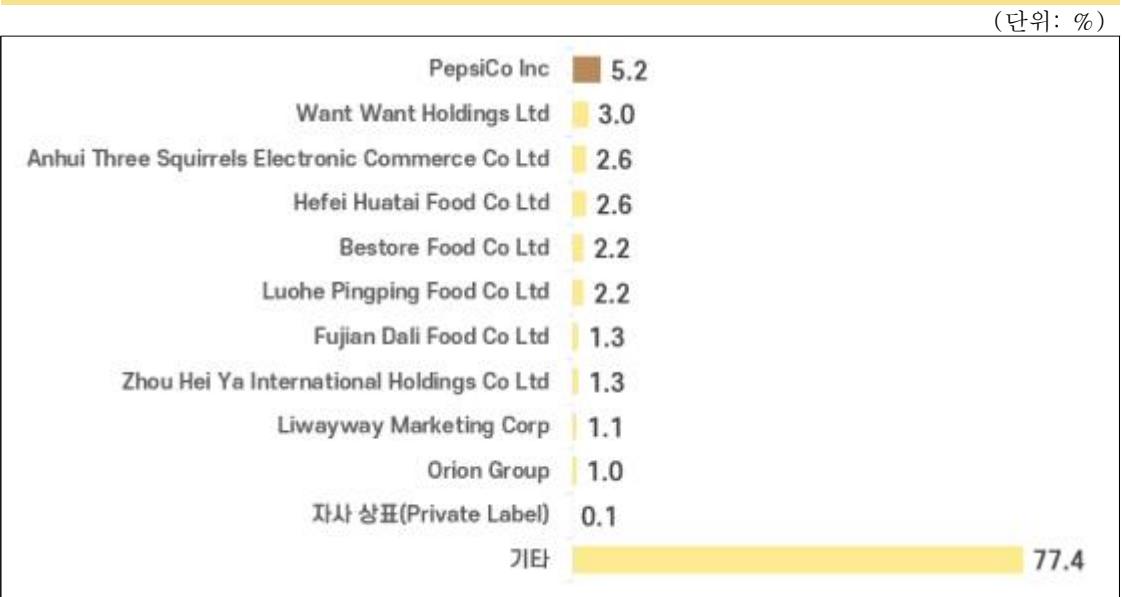 (단위: %)
PepsiCo Inc 5.2
Want Want Holdings Ltd 3.0
Anhui Three Squirrels Electronic Commerce Co Ltd 2.6
Hefei Huatai Food Co Ltd 2.6
Bestore Food Co Ltd 2.2
Luohe Pingping Food Co Ltd 2.2
Fujian Dali Food Co Ltd 1.3
Zhou Hei Ya International Holdings Co Ltd 1.3
Liwayway Marketing Corp 1.1
Orion Group 1.0
자사 상표(Private Label) 0.1
기타 77.4